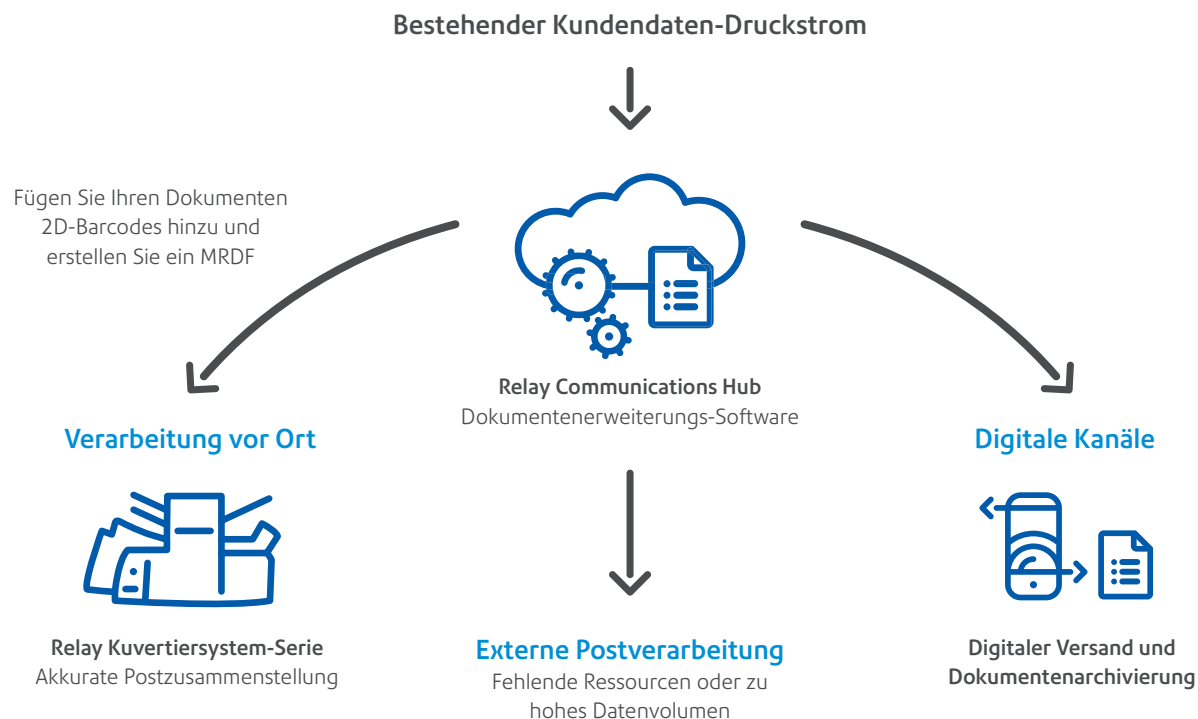 Bestehender Kundendaten-Druckstrom
Fügen Sie Ihren Dokumenten
2D-Barcodes hinzu und
erstellen Sie ein MRDF
Relay Communications Hub
Dokumentenerweiterungs-Software
Verarbeitung vor Ort
Relay Kuvertiersystem-Serie
Akkurate Postzusammenstellung
Externe Postverarbeitung
Fehlende Ressourcen oder zu
hohes Datenvolumen
Digitale Kanäle
Digitaler Versand und
Dokumentenarchivierung